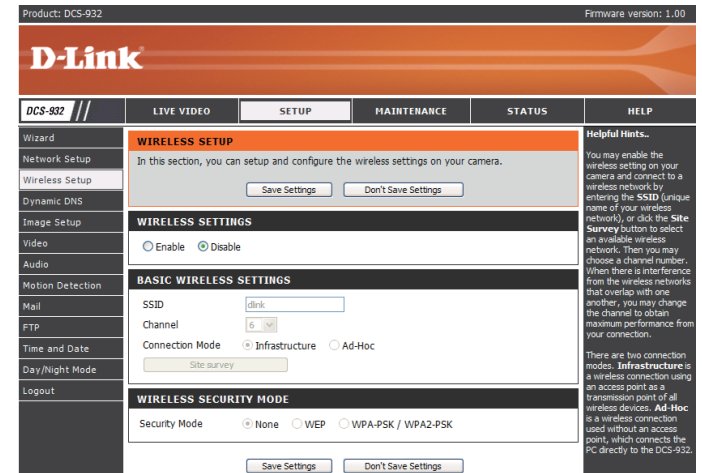 Product: DCS-932 Firmware version: 1.00
D-Link
DCS-932 // LIVE VIDEO SETUP MAINTENANCE STATUS HELP
Wizard
Network Setup
Wireless Setup
Dynamic DNS
Image Setup
Video
Audio
Motion Detection
Mail
FTP
Time and Date
Day/Night Mode
Logout
WIRELESS SETUP
In this section, you can setup and configure the wireless settings on your camera.
Save Settings Don't Save Settings
WIRELESS SETTINGS
Enable Disable
BASIC WIRELESS SETTINGS
SSID dlink
Channel 6
Connection Mode Infrastructure Ad-Hoc
Site survey
WIRELESS SECURITY MODE
Security Mode None WEP WPA-PSK / WPA2-PSK
Save Settings Don't Save Settings
Helpful Hints..
You may enable the
wireless setting on your
camera and connect to a
wireless network by
entering the SSID (unique
name of your wireless
network), or click the Site
Survey button to select
an available wireless
network. Then you may
choose a channel number.
When there is interference
from the wireless networks
that overlap with one
another, you may change
the channel to obtain
maximum performance from
your connection.
There are two connection
modes. Infrastructure is
a wireless connection using
an access point as a
transmission point of all
wireless devices. Ad-Hoc
is a wireless connection
used without an access
point, which connects the
PC directly to the DCS-932.